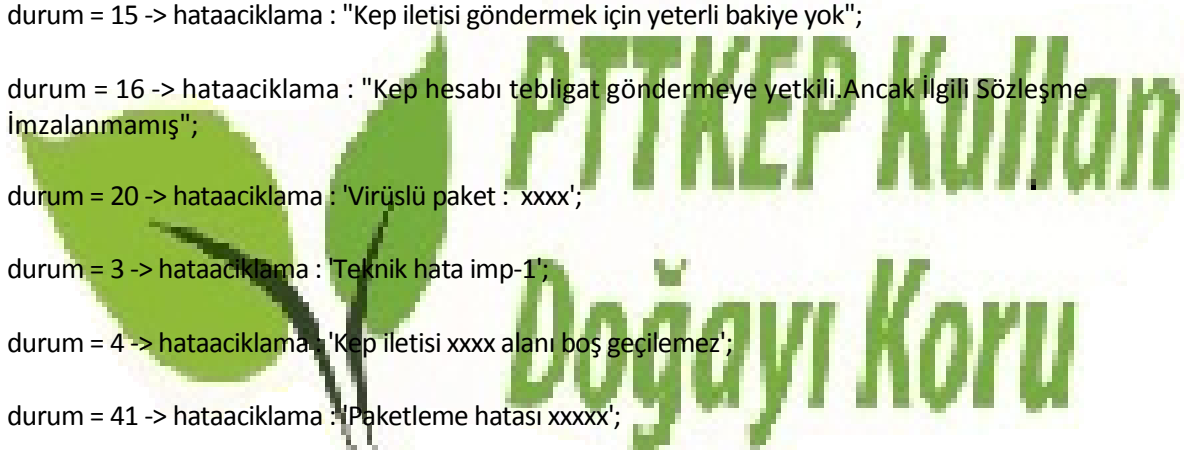 durum = 15 -> hataaciklama : "Kep iletisi göndermek için yeterli bakiye yok";
durum = 16 -> hataaciklama : "Kep hesabı tebligat göndermeye yetkili.Ancak İlgili Sözleşme
İmzalanmamış";
durum = 20 -> hataaciklama : 'Virüslü paket : xxxx';
durum = 3 -> hataaciklama : 'Teknik hata imp-1';
durum = 4 -> hataaciklama : 'Kep iletisi xxxx alanı boş geçilemez';
durum = 41 -> hataaciklama : 'Paketleme hatası xxxxx';
PTTKEP Kullan
Doğayı Koru